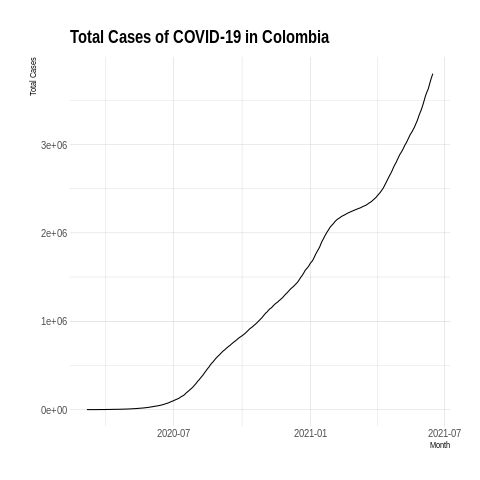 Total Cases of COVID-19 in Colombia
Total Cases
3e+06
2e+06
1e+06
0e+00
2020-07
2021-01
2021-07
Month